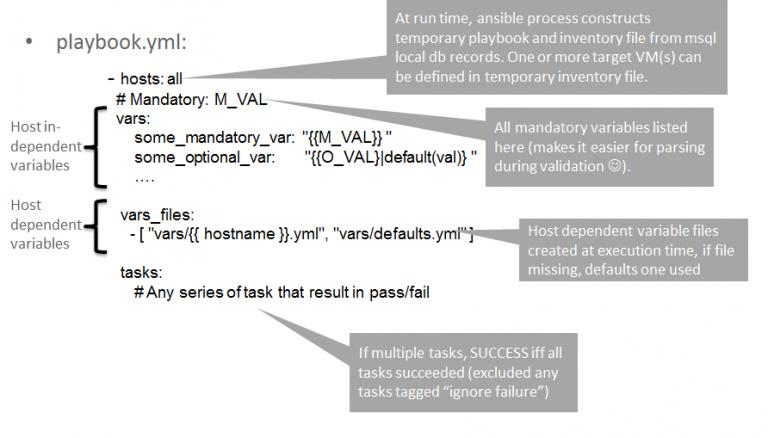 • playbook.yml:
At run time, ansible process constructs
temporary playbook and inventory file from msql
local db records. One or more target VM(s) can
be defined in temporary inventory file.
- hosts: all
# Mandatory: M_VAL
vars:
some_mandatory_var: "{{M_VAL}} "
some_optional_var: "{{O_VAL}|default(val)} "
....
Host in-
dependent
variables
All mandatory variables listed
here (makes it easier for parsing
during validation ☺).
Host
dependent
variables
vars_files:
- [ "vars/{{ hostname }}.yml", "vars/defaults.yml" ]
Host dependent variable files
created at execution time, if file
missing, defaults one used
tasks:
# Any series of task that result in pass/fail
If multiple tasks, SUCCESS iff all
tasks succeeded (excluded any
tasks tagged “ignore failure”)